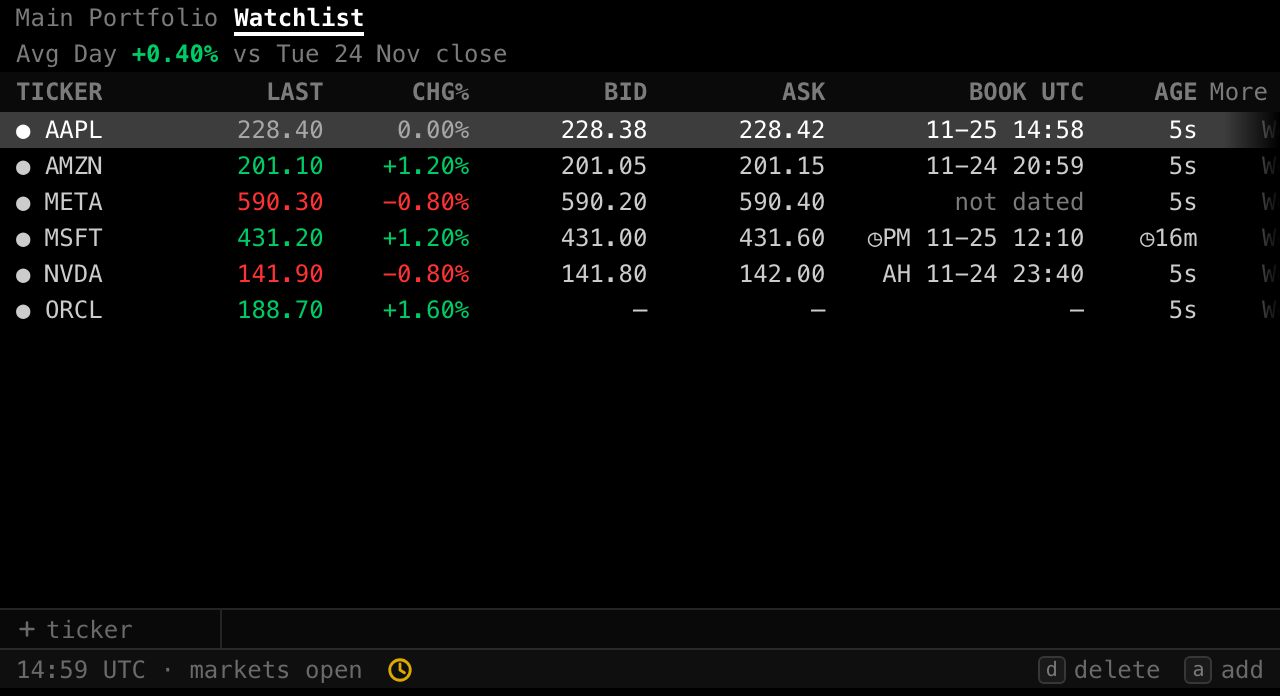 Main Portfolio Watchlist
Avg Day +0.40% vs Tue 24 Nov close
TICKER LAST CHG% BID ASK BOOK UTC AGE More
● AAPL 228.40 0.00% 228.38 228.42 11−25 14:58 5s W
● AMZN 201.10 +1.20% 201.05 201.15 11−24 20:59 5s W
● META 590.30 −0.80% 590.20 590.40 not dated 5s W
● MSFT 431.20 +1.20% 431.00 431.60 ◷PM 11−25 12:10 ◷16m W
● NVDA 141.90 −0.80% 141.80 142.00 AH 11−24 23:40 5s W
● ORCL 188.70 +1.60% — — — 5s W
+ ticker
14:59 UTC · markets open d delete a add